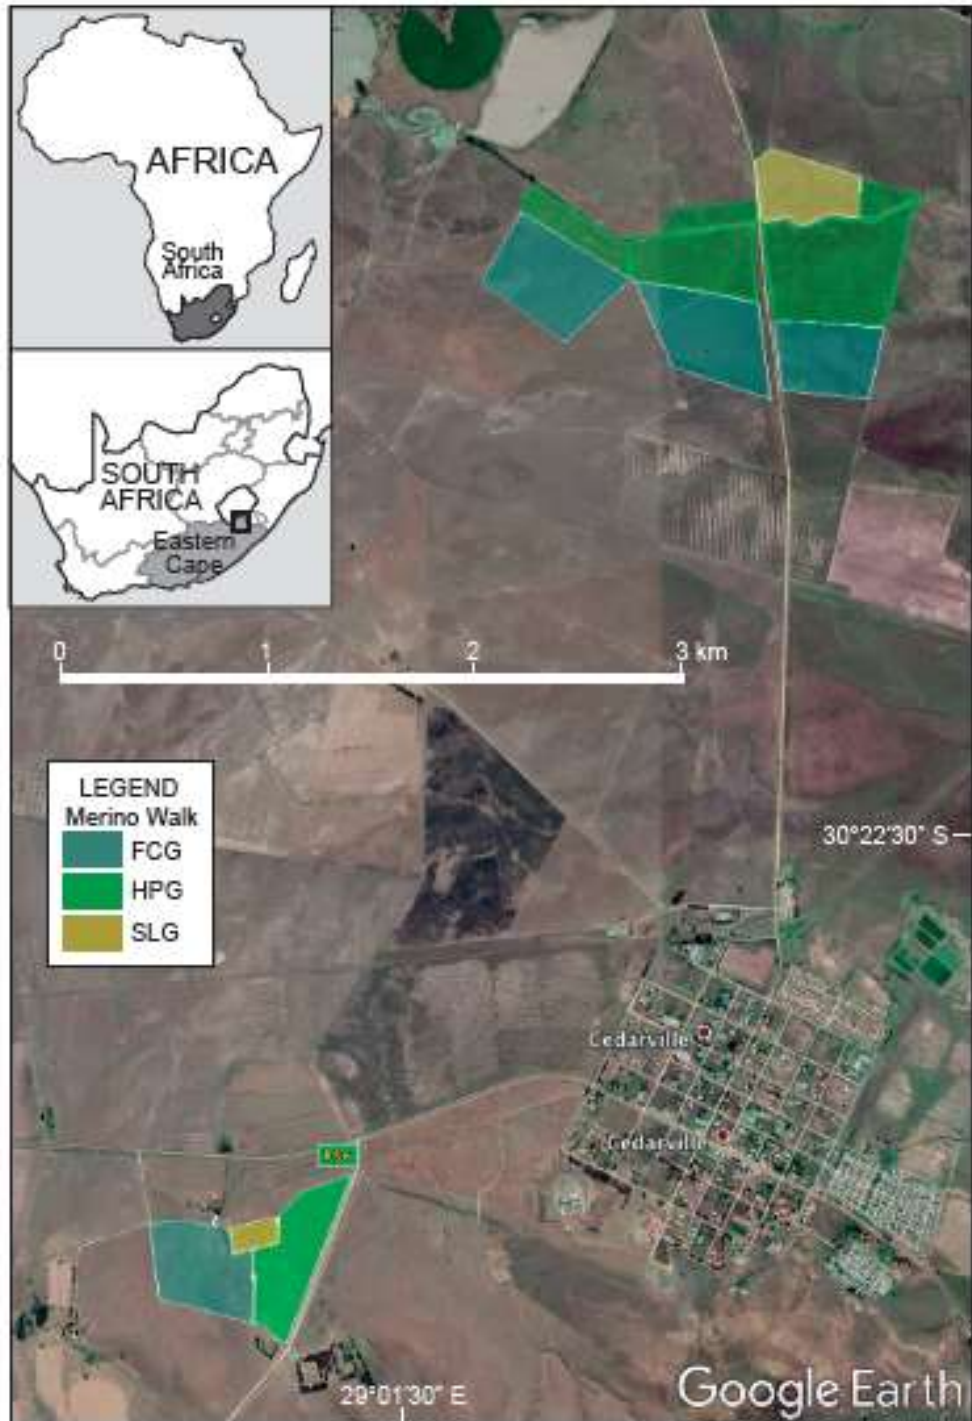 AFRICA
South
Africa
SOUTH
AFRICA
Eastern
Cape
0 1 2 3 km
LEGEND
Merino Walk
FCG
HPG
SLG
30°22'30" S
Cedarville
Cedarville
29°01'30" E
Google Earth